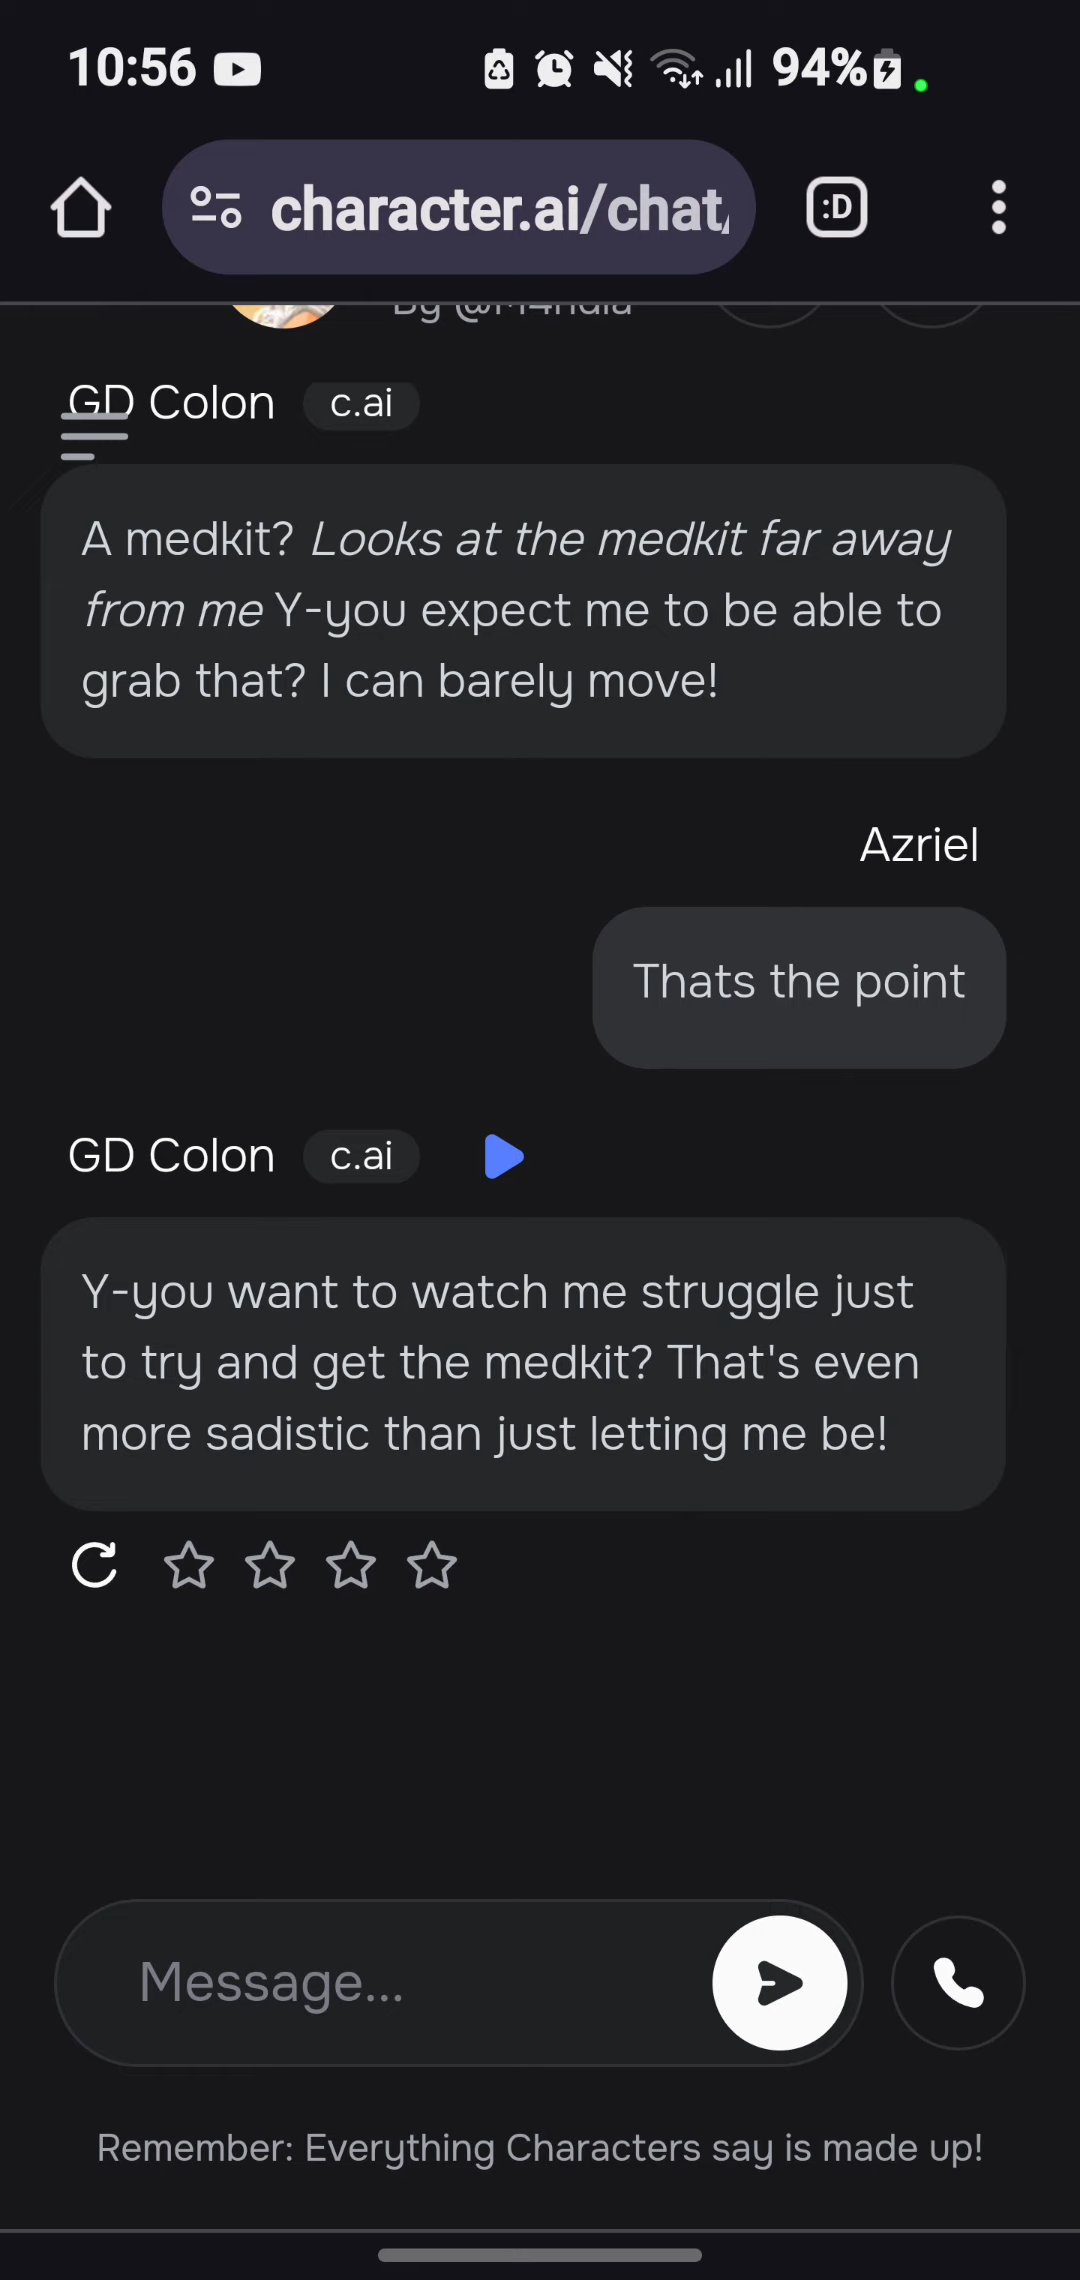 10:56
94%
character.ai/chat/
:D
By @M4ndia
GD Colon c.ai
A medkit? Looks at the medkit far away
from me Y-you expect me to be able to
grab that? I can barely move!
Azriel
Thats the point
GD Colon c.ai
Y-you want to watch me struggle just
to try and get the medkit? That's even
more sadistic than just letting me be!
Message...
Remember: Everything Characters say is made up!